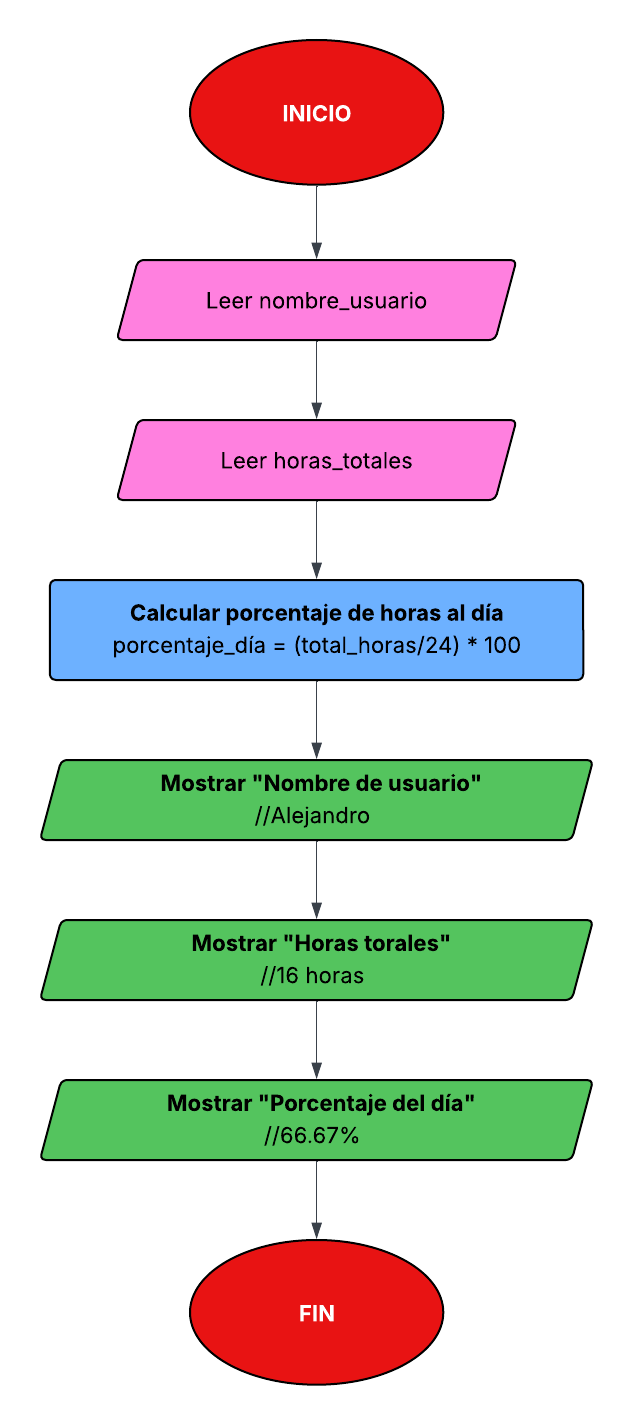 INICIO
Leer nombre_usuario
Leer horas_totales
Calcular porcentaje de horas al día
porcentaje_día = (total_horas/24) * 100
Mostrar "Nombre de usuario"
//Alejandro
Mostrar "Horas torales"
//16 horas
Mostrar "Porcentaje del día"
//66.67%
FIN